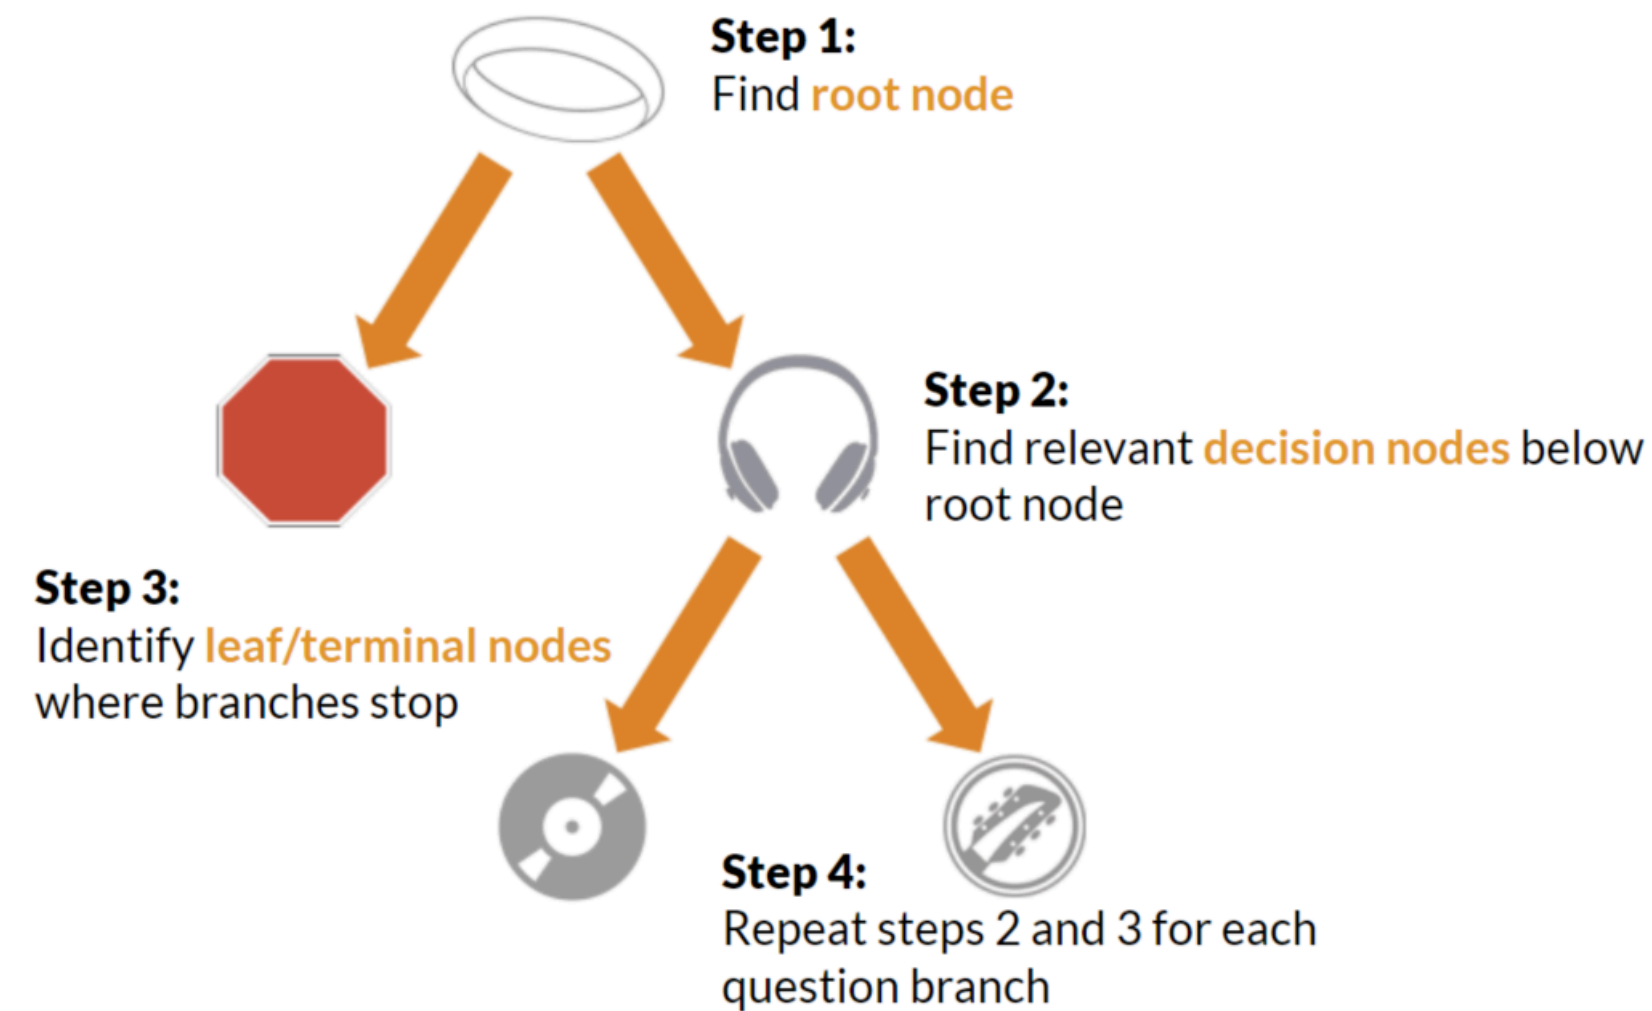 Step 1:
Find root node
Step 2:
Find relevant decision nodes below
root node
Step 3:
Identify leaf/terminal nodes
where branches stop
Step 4:
Repeat steps 2 and 3 for each
question branch